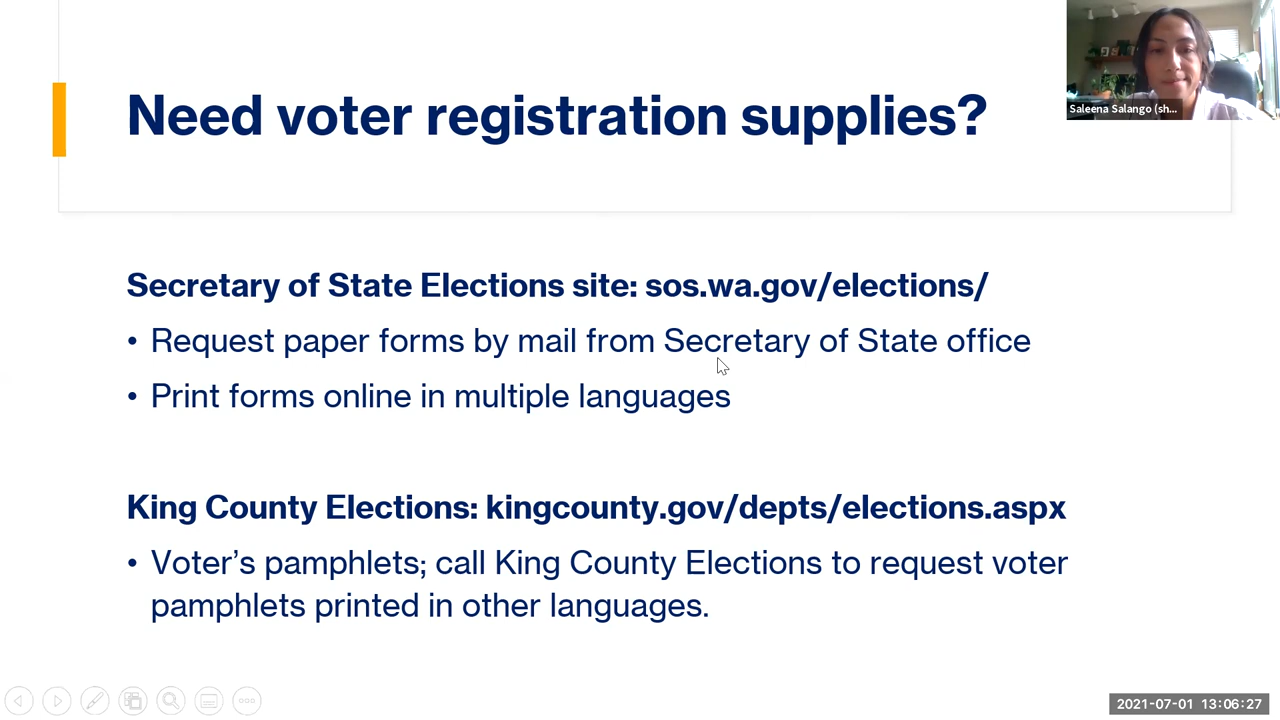 Need voter registration supplies?
Saleena Salango (sh...
Secretary of State Elections site: sos.wa.gov/elections/
• Request paper forms by mail from Secretary of State office
• Print forms online in multiple languages
King County Elections: kingcounty.gov/depts/elections.aspx
• Voter’s pamphlets; call King County Elections to request voter
pamphlets printed in other languages.
2021-07-01 13:06:27